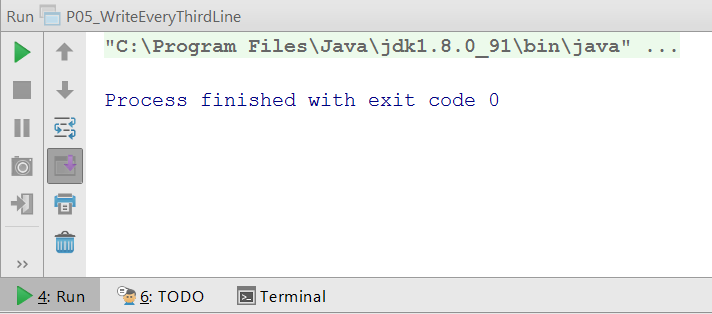 Run P05_WriteEveryThirdLine
"C:\Program Files\Java\jdk1.8.0_91\bin\java" ...
Process finished with exit code 0
>>
4: Run 6: TODO Terminal